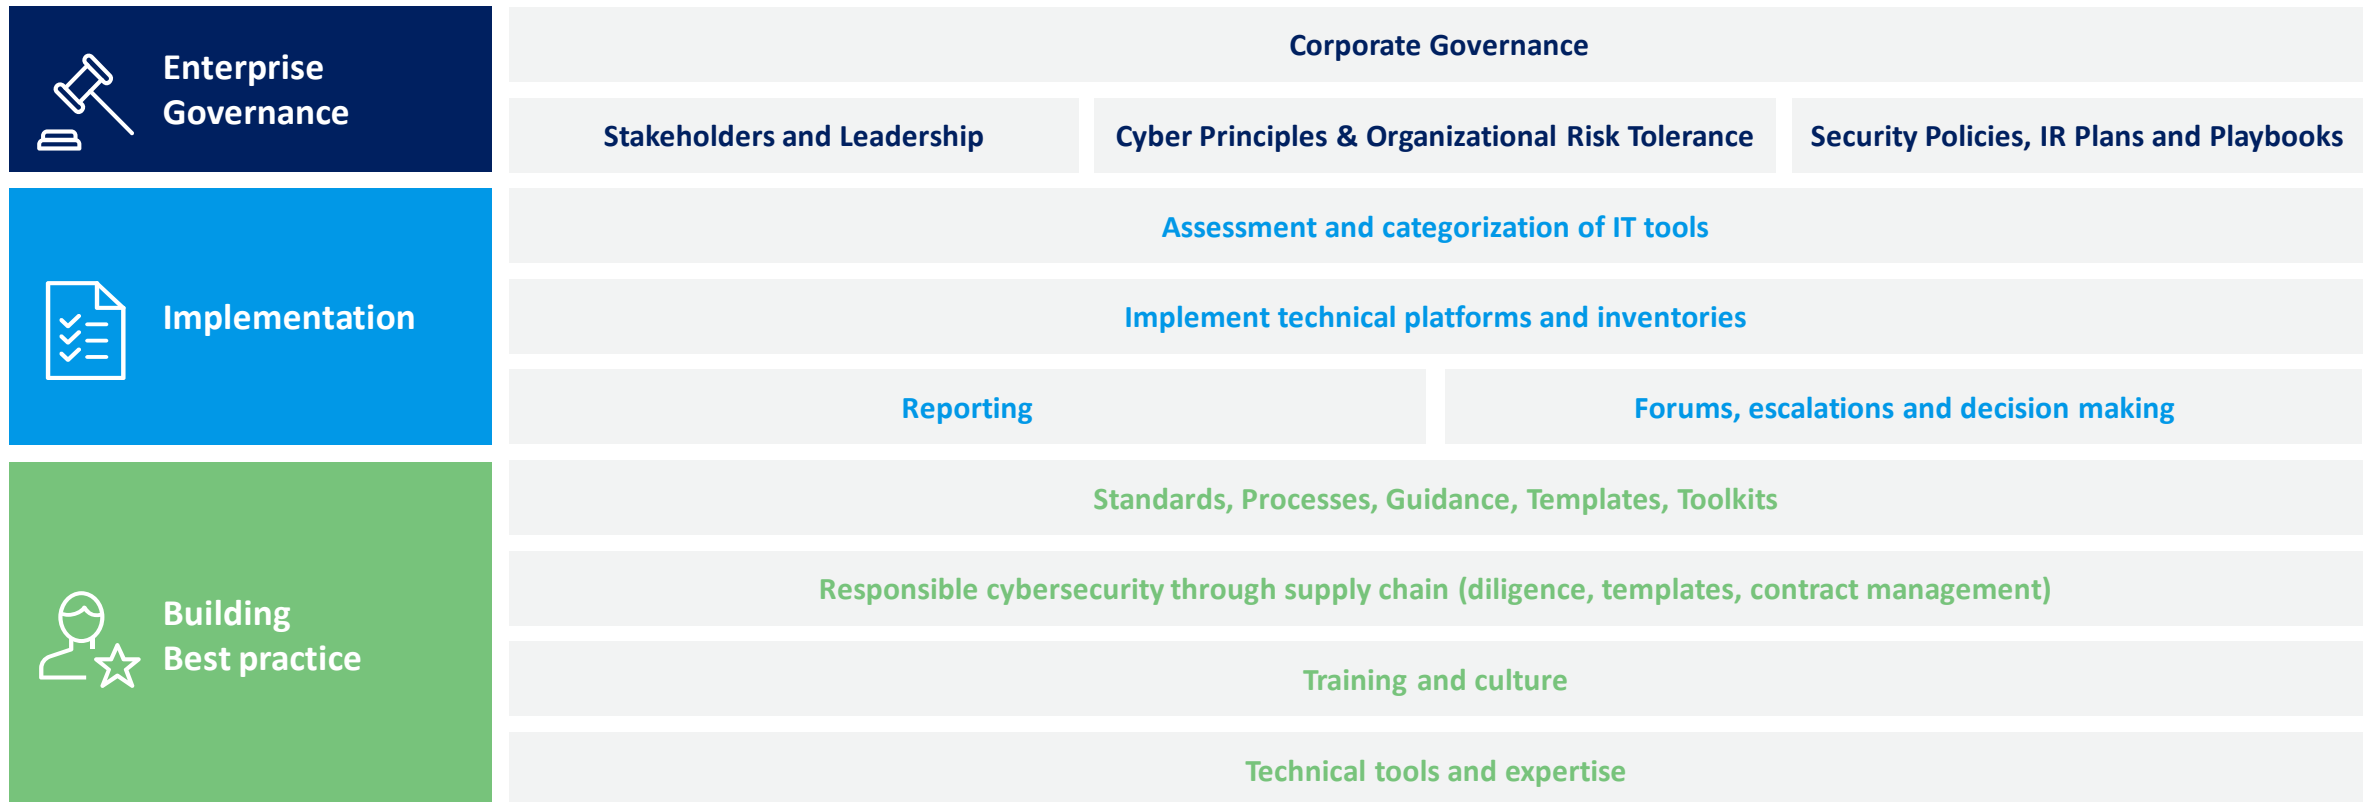 Enterprise
Governance
Corporate Governance
Stakeholders and Leadership
Cyber Principles & Organizational Risk Tolerance
Security Policies, IR Plans and Playbooks
Implementation
Assessment and categorization of IT tools
Implement technical platforms and inventories
Reporting
Forums, escalations and decision making
Building
Best practice
Standards, Processes, Guidance, Templates, Toolkits
Responsible cybersecurity through supply chain (diligence, templates, contract management)
Training and culture
Technical tools and expertise